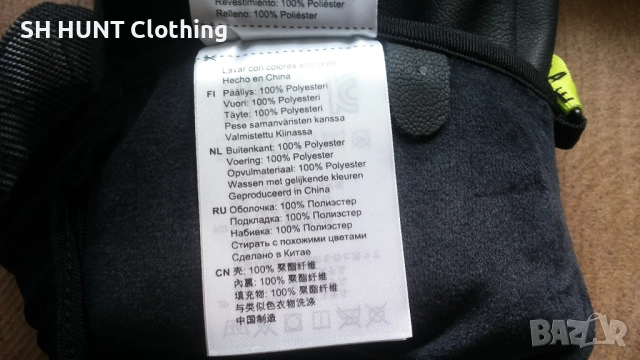 SH HUNT Clothing
Revestimiento: 100% Poliéster
Relleno: 100% Poliéster
Lavar con colores similares
Hecho en China
FI Päällys: 100% Polyesteri
Vuori: 100% Polyesteri
Täyte: 100% Polyesteri
Pese samanväristen kanssa
Valmistettu Kiinassa
NL Buitenkant: 100% Polyester
Voering: 100% Polyester
Opvulmateriaal: 100% Polyester
Wassen met gelijkende kleuren
Geproduceerd in China
RU Оболочка: 100% Полиэстер
Подкладка: 100% Полиэстер
Набивка: 100% Полиэстер
Стирать с похожими цветами
Сделано в Китае
CN 壳: 100% 聚酯纤维
内裏: 100% 聚酯纤维
填充物: 100% 聚酯纤维
与类似色衣物洗涤
中国制造
BAZAR.BG